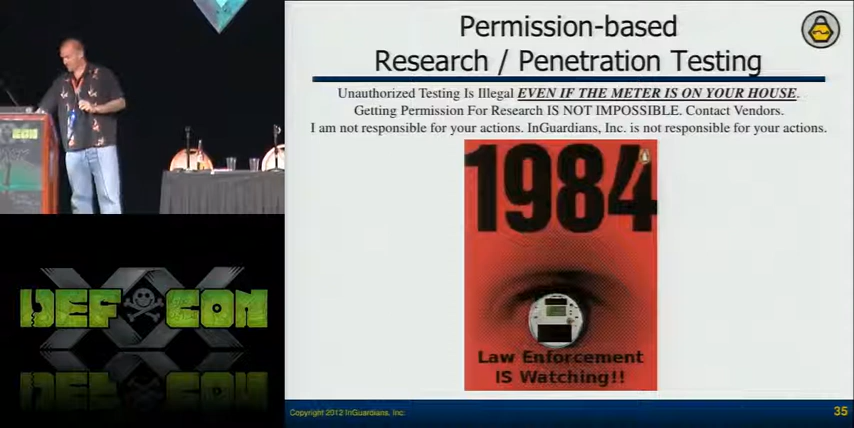 Permission-based
Research / Penetration Testing
Unauthorized Testing Is Illegal EVEN IF THE METER IS ON YOUR HOUSE.
Getting Permission For Research IS NOT IMPOSSIBLE. Contact Vendors.
I am not responsible for your actions. InGuardians, Inc. is not responsible for your actions.
1984
Law Enforcement
IS Watching!!
DEF CON
XX
Copyright 2012 InGuardians, Inc.
35